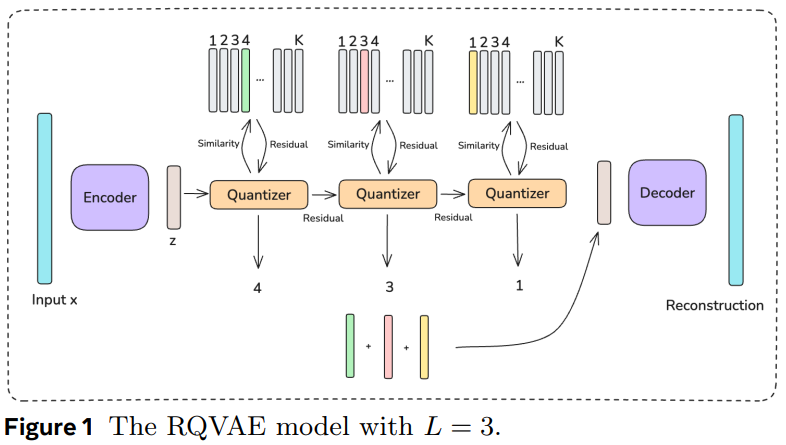 1 2 3 4 ... K
1 2 3 4 ... K
1 2 3 4 ... K
Similarity Residual
Similarity Residual
Similarity Residual
Encoder
z
Quantizer
Residual
Quantizer
Residual
Quantizer
Decoder
4
3
1
Input x
+ +
Reconstruction
Figure 1 The RQVAE model with L = 3.